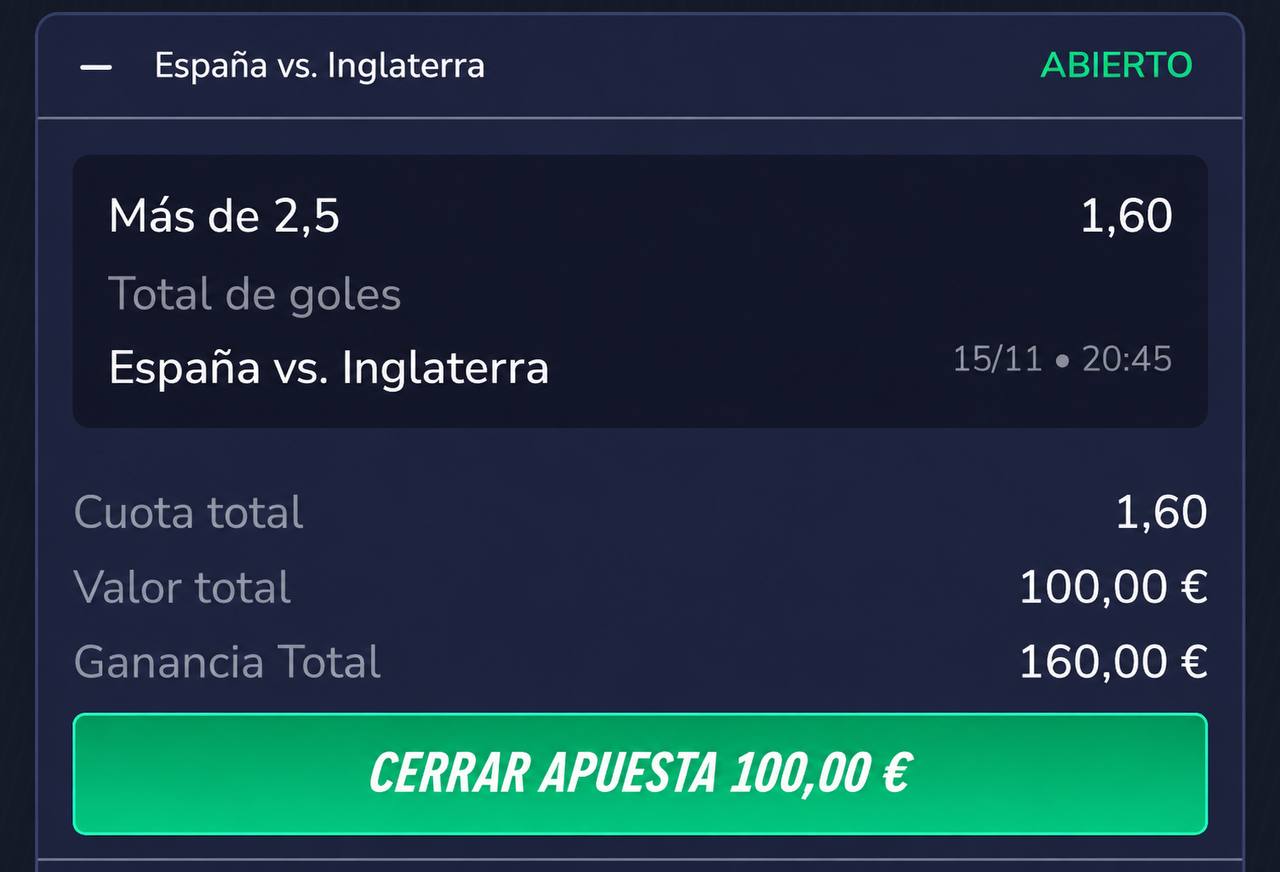 España vs. Inglaterra ABIERTO
Más de 2,5 1,60
Total de goles
España vs. Inglaterra 15/11 • 20:45
Cuota total 1,60
Valor total 100,00 €
Ganancia Total 160,00 €
CERRAR APUESTA 100,00 €